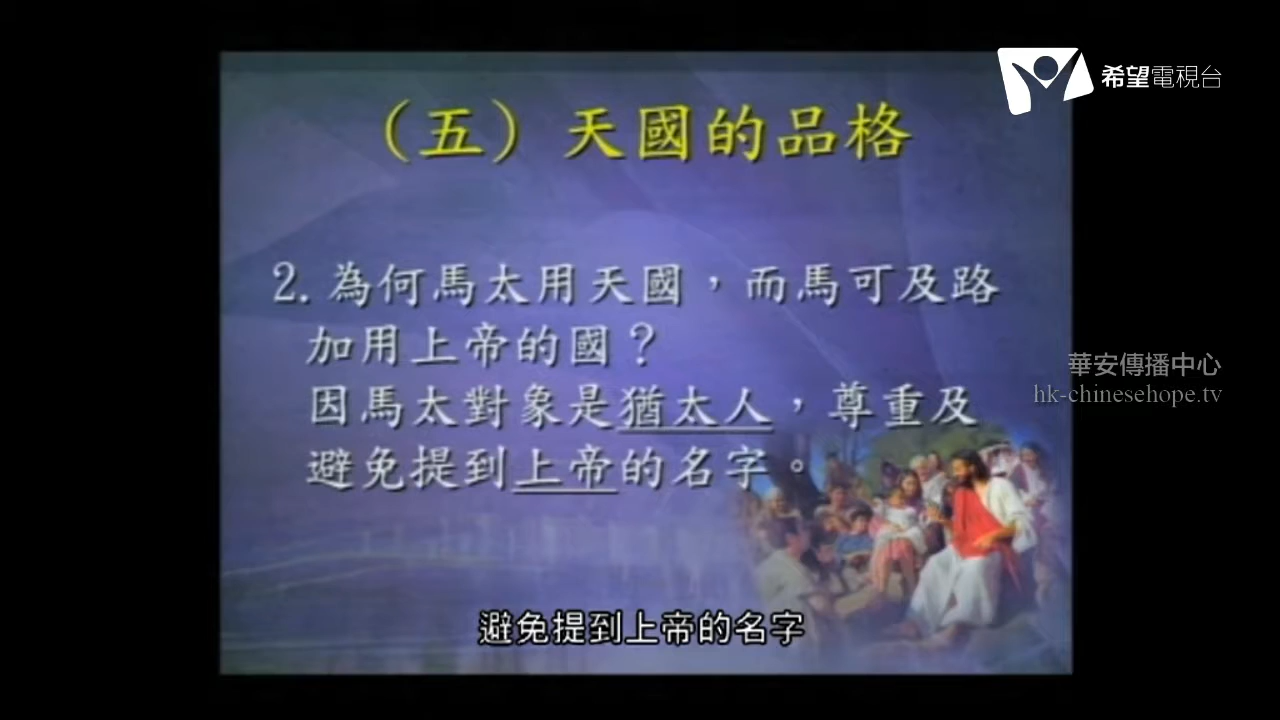 希望電視台
（五）天國的品格
2. 為何馬太用天國，而馬可及路
加用上帝的國？
華安傳播中心
hk-chinesehope.tv
因馬太對象是猶太人，尊重及
避免提到上帝的名字。
避免提到上帝的名字